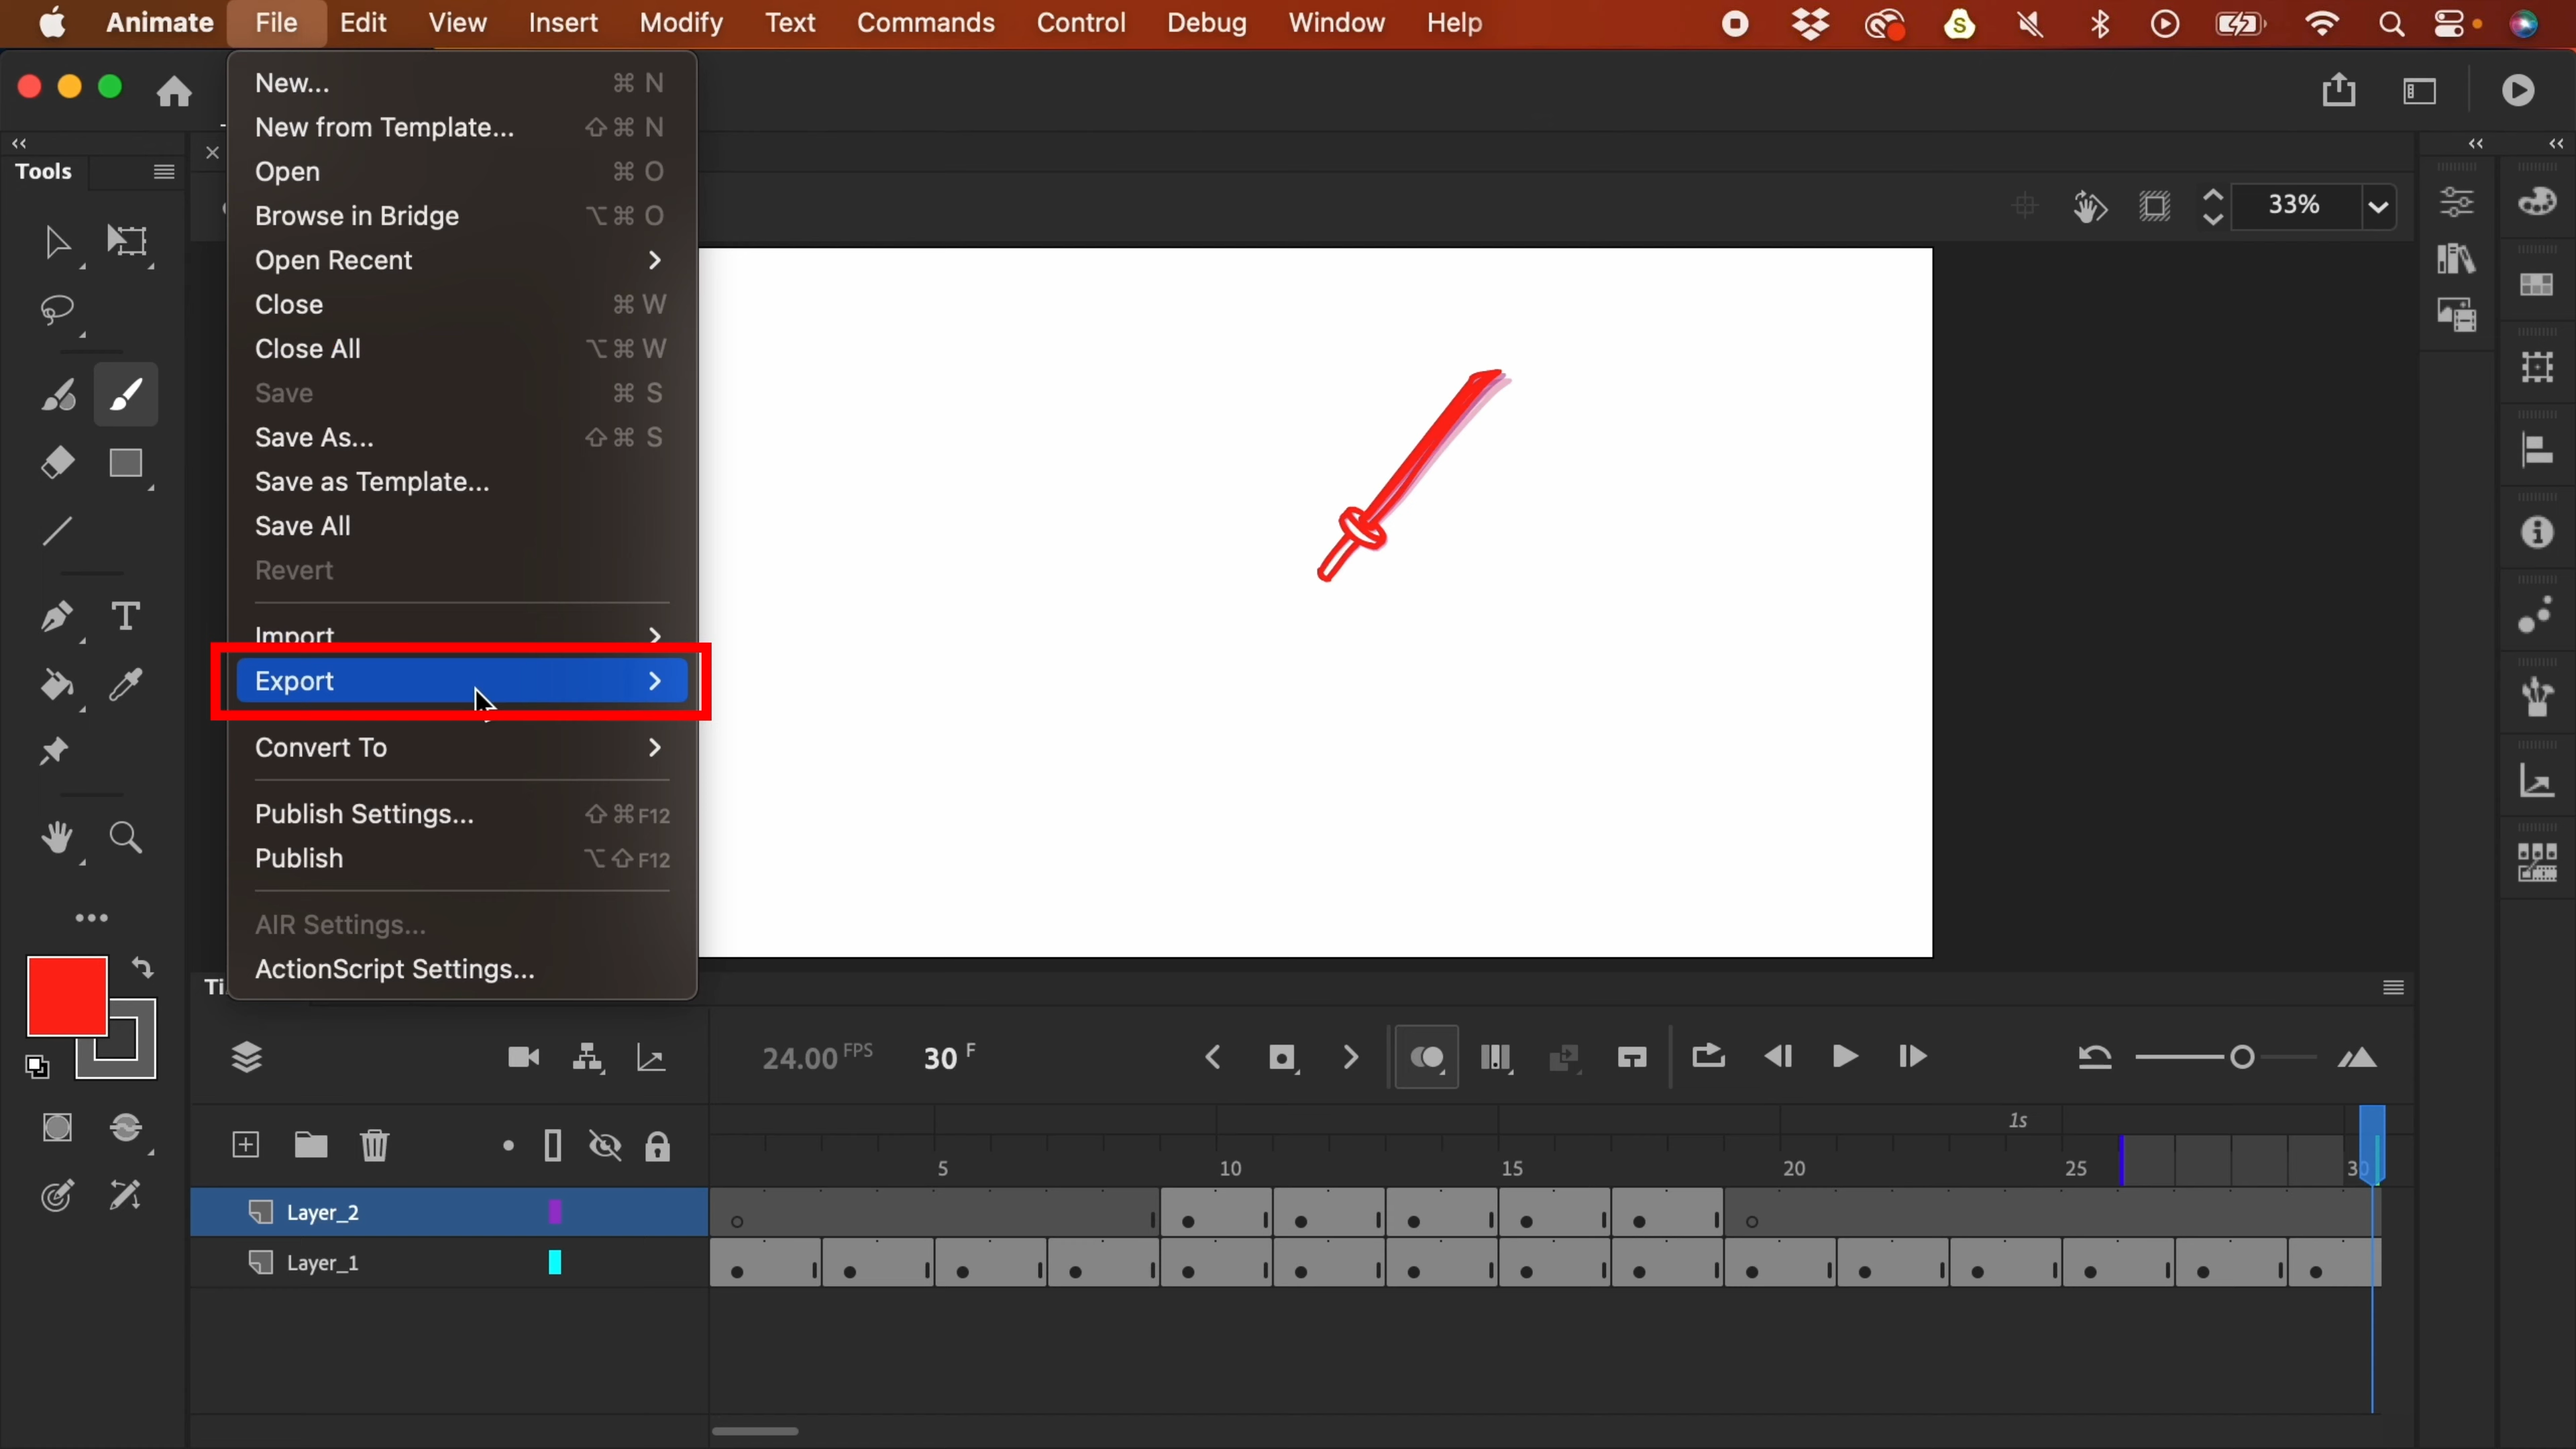 Animate File Edit View Insert Modify Text Commands Control Debug Window Help
New... ⌘ N
New from Template... ⇧⌘ N
Tools
Open ⌘ O
Browse in Bridge ⌥⌘ O
33%
Open Recent
Close ⌘ W
Close All ⌥⌘ W
Save ⌘ S
Save As... ⇧⌘ S
Save as Template...
Save All
Revert
Import
Export
Convert To
Publish Settings... ⇧⌘F12
Publish ⌥⇧F12
AIR Settings...
ActionScript Settings...
24.00 FPS 30 F
1s
5 10 15 20 25 30
Layer_2
Layer_1